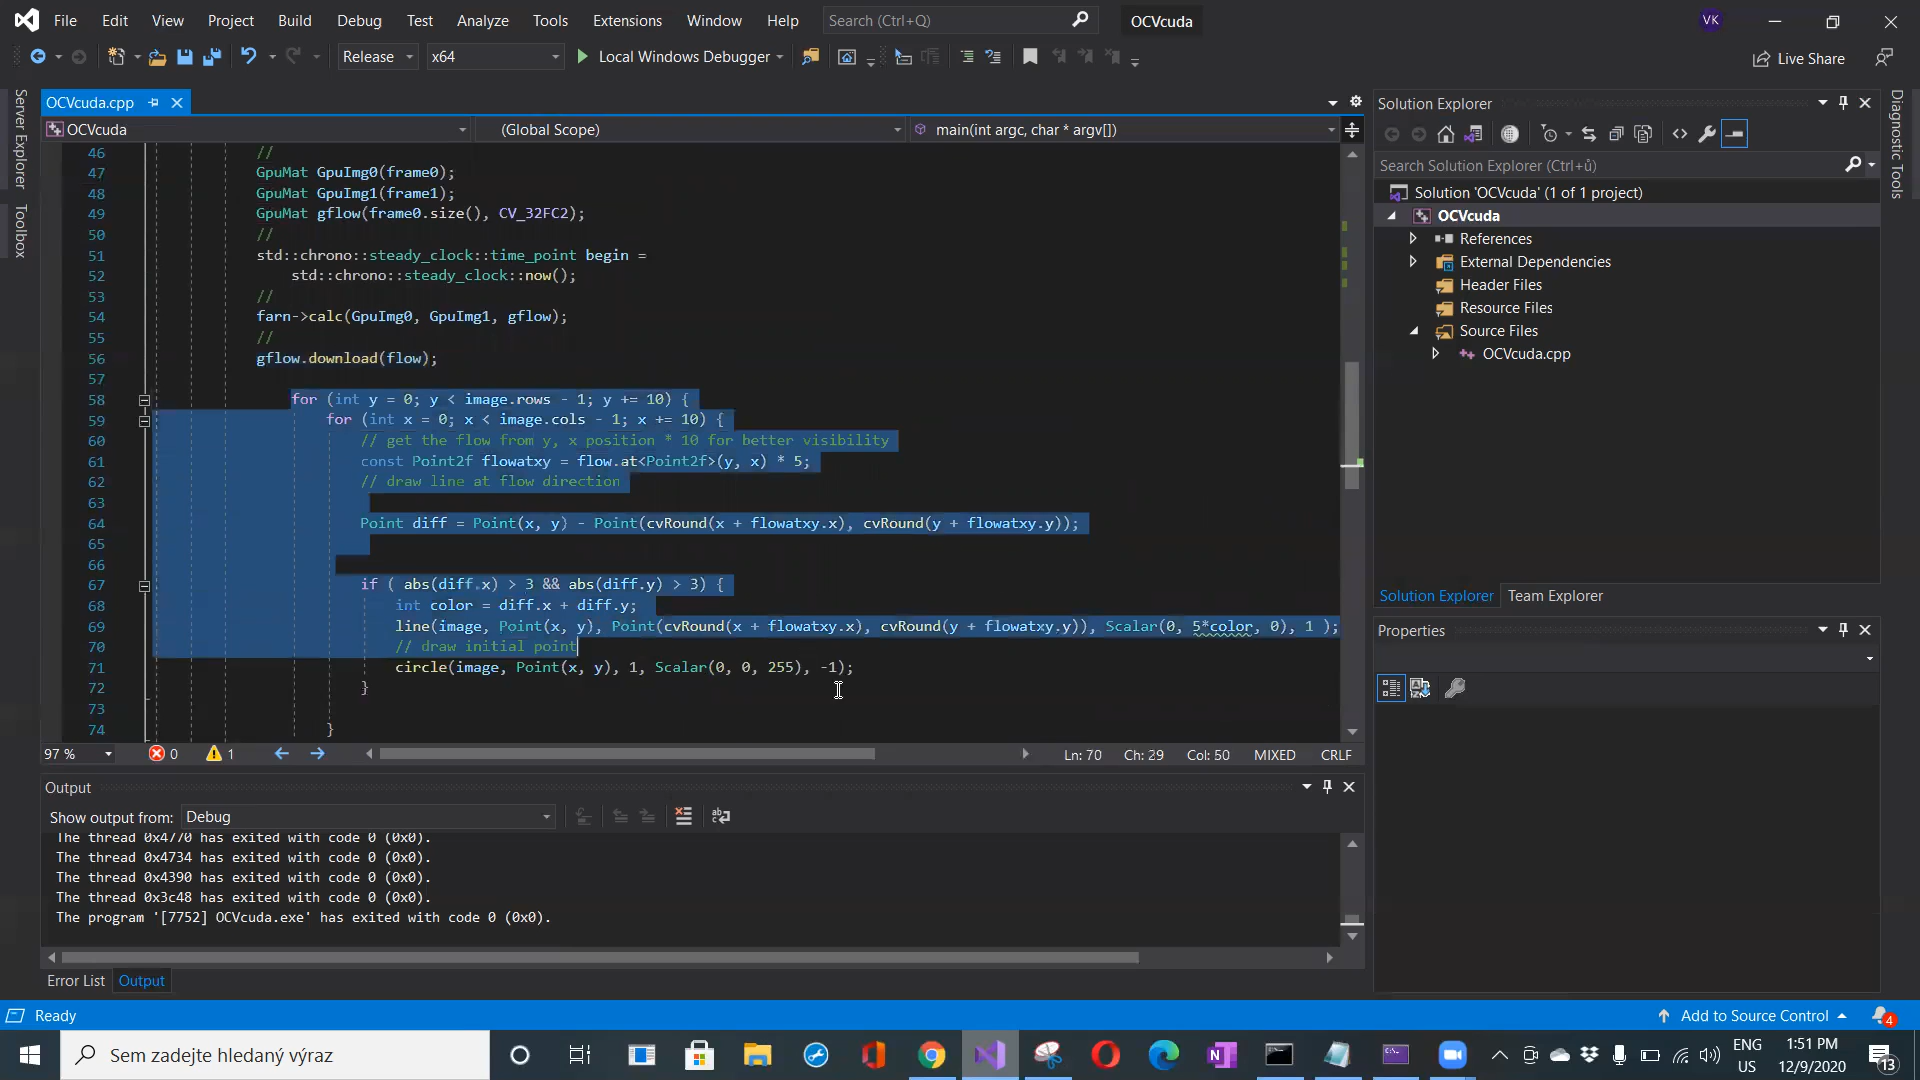 File Edit View Project Build Debug Test Analyze Tools Extensions Window Help Search (Ctrl+Q) OCVcuda VK
Release x64 Local Windows Debugger Live Share
OCVcuda.cpp
OCVcuda (Global Scope) main(int argc, char * argv[])
Server Explorer
Toolbox
46 //
47 GpuMat GpuImg0(frame0);
48 GpuMat GpuImg1(frame1);
49 GpuMat gflow(frame0.size(), CV_32FC2);
50 //
51 std::chrono::steady_clock::time_point begin =
52 std::chrono::steady_clock::now();
53 //
54 farn->calc(GpuImg0, GpuImg1, gflow);
55 //
56 gflow.download(flow);
57
58 for (int y = 0; y < image.rows - 1; y += 10) {
59 for (int x = 0; x < image.cols - 1; x += 10) {
60 // get the flow from y, x position * 10 for better visibility
61 const Point2f flowatxy = flow.at<Point2f>(y, x) * 5;
62 // draw line at flow direction
63
64 Point diff = Point(x, y) - Point(cvRound(x + flowatxy.x), cvRound(y + flowatxy.y));
65
66
67 if ( abs(diff.x) > 3 && abs(diff.y) > 3) {
68 int color = diff.x + diff.y;
69 line(image, Point(x, y), Point(cvRound(x + flowatxy.x), cvRound(y + flowatxy.y)), Scalar(0, 5*color, 0), 1 );
70 // draw initial point
71 circle(image, Point(x, y), 1, Scalar(0, 0, 255), -1);
72 }
73
74 }
97 % 0 1 Ln: 70 Ch: 29 Col: 50 MIXED CRLF
Output
Show output from: Debug
The thread 0x4770 has exited with code 0 (0x0).
The thread 0x4734 has exited with code 0 (0x0).
The thread 0x4390 has exited with code 0 (0x0).
The thread 0x3c48 has exited with code 0 (0x0).
The program '[7752] OCVcuda.exe' has exited with code 0 (0x0).
Error List Output
Solution Explorer
Search Solution Explorer (Ctrl+ů)
Solution 'OCVcuda' (1 of 1 project)
OCVcuda
References
External Dependencies
Header Files
Resource Files
Source Files
OCVcuda.cpp
Solution Explorer Team Explorer
Properties
Diagnostic Tools
Ready Add to Source Control 4
Sem zadejte hledaný výraz
ENG
US
1:51 PM
12/9/2020
13